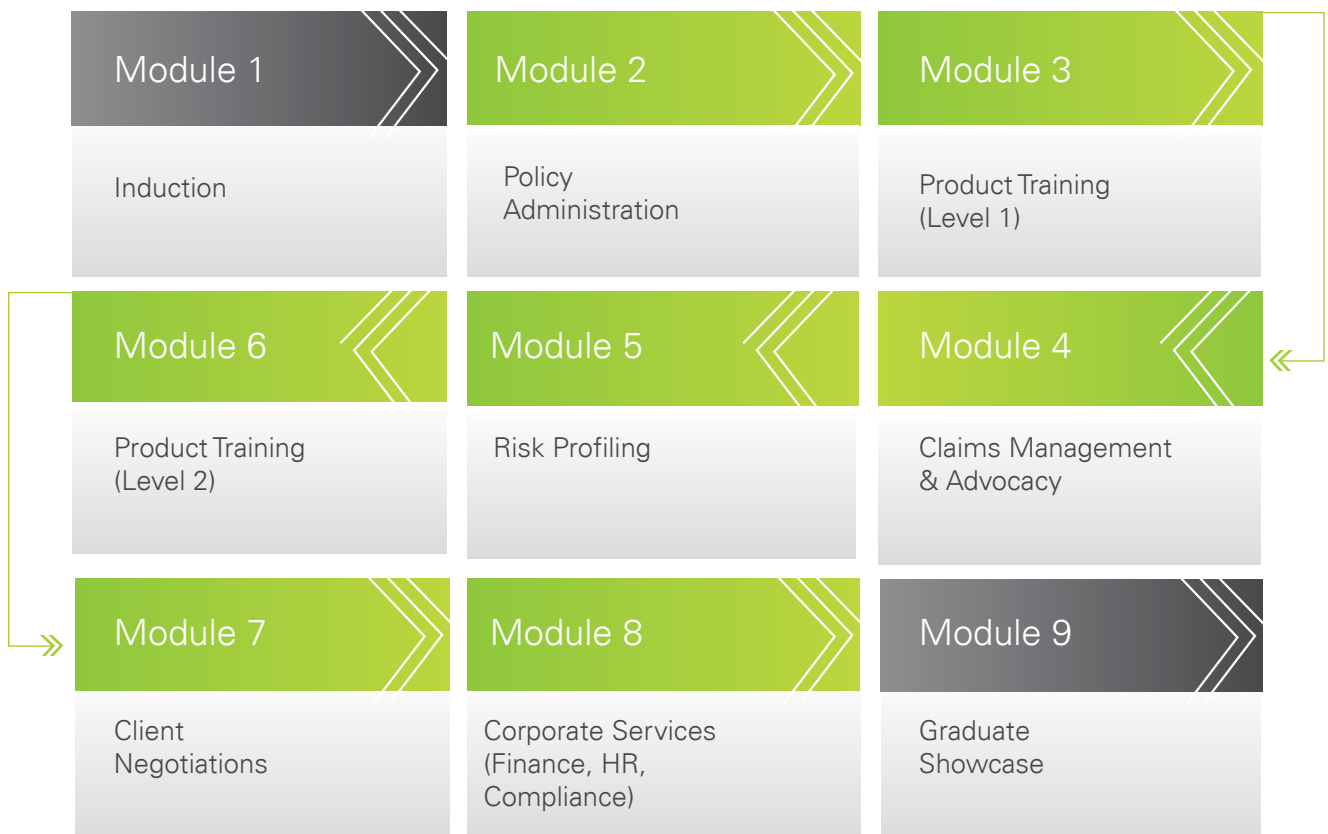 Module 1
Induction
Module 2
Policy
Administration
Module 3
Product Training
(Level 1)
Module 4
Claims Management
& Advocacy
Module 5
Risk Profiling
Module 6
Product Training
(Level 2)
Module 7
Client
Negotiations
Module 8
Corporate Services
(Finance, HR,
Compliance)
Module 9
Graduate
Showcase